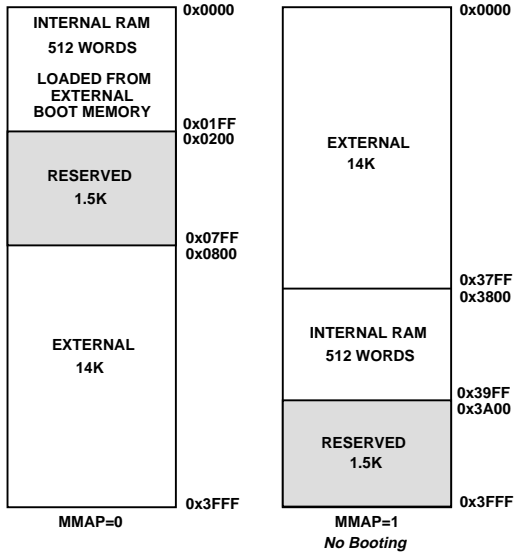 INTERNAL RAM
512 WORDS
LOADED FROM
EXTERNAL
BOOT MEMORY
0x0000
0x01FF
0x0200
RESERVED
1.5K
0x07FF
0x0800
EXTERNAL
14K
0x3FFF
MMAP=0
0x0000
EXTERNAL
14K
0x37FF
0x3800
INTERNAL RAM
512 WORDS
0x39FF
0x3A00
RESERVED
1.5K
0x3FFF
MMAP=1
No Booting